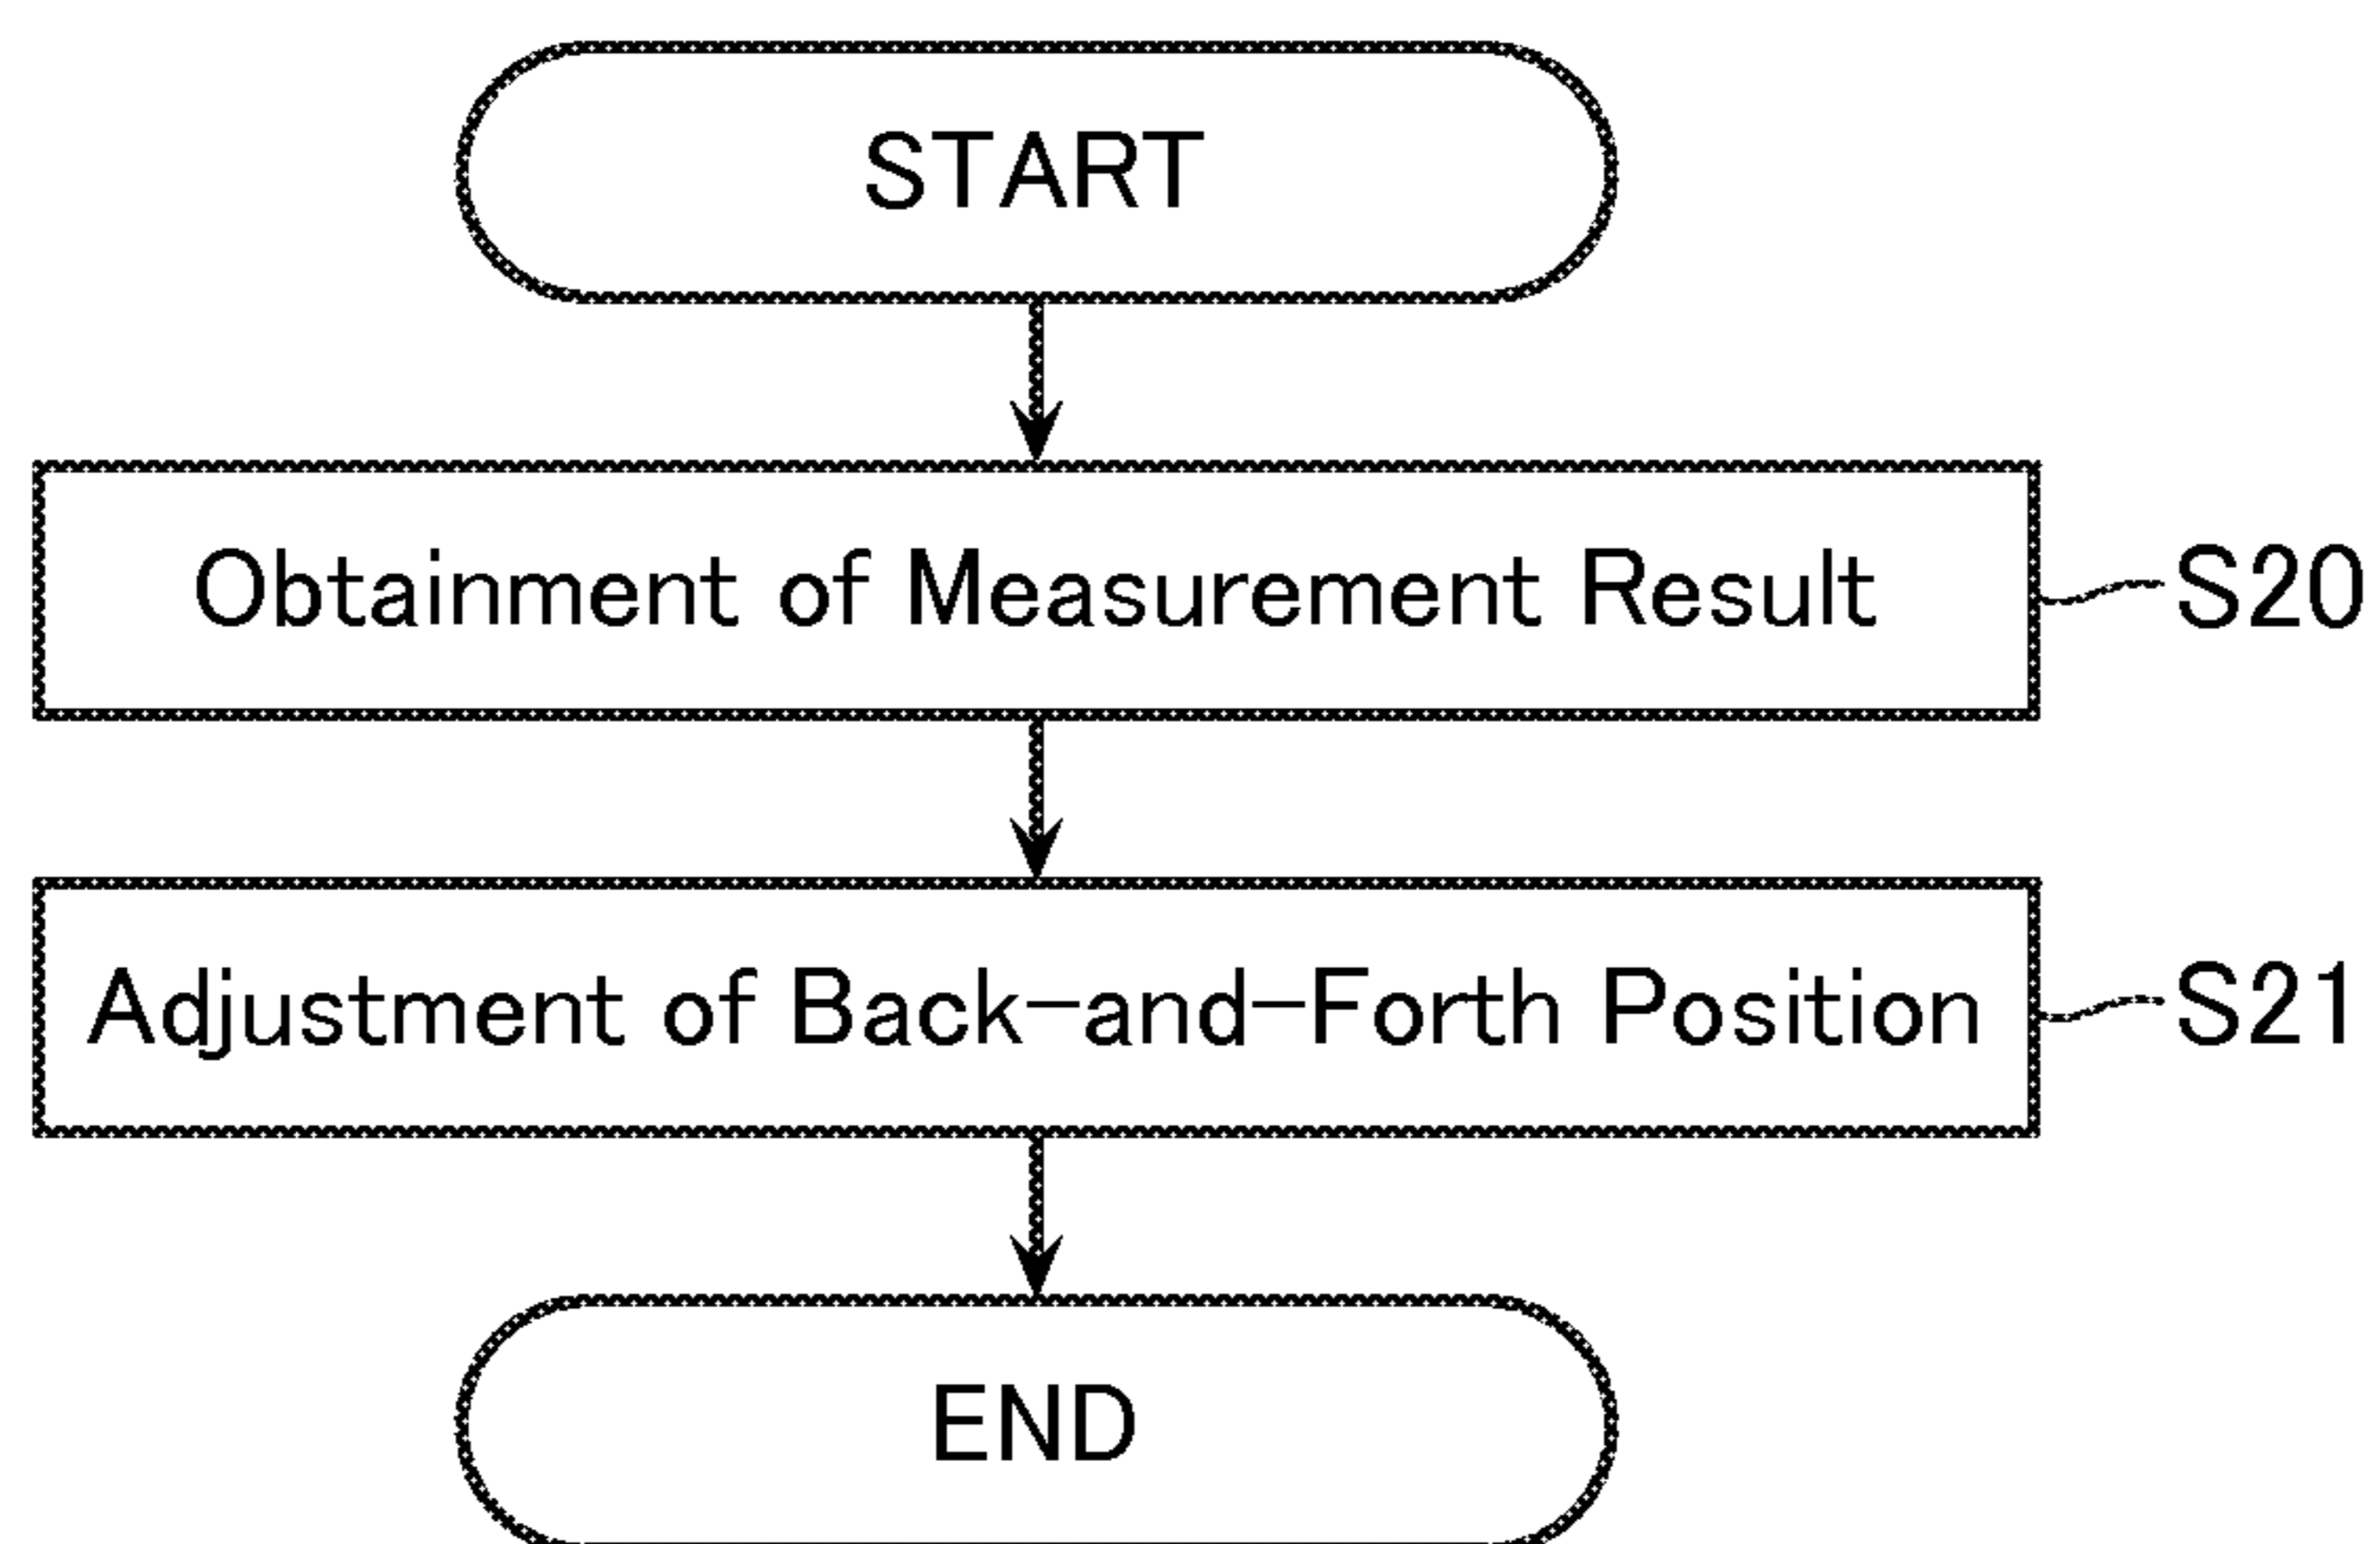 START
Obtainment of Measurement Result
S20
Adjustment of Back-and-Forth Position
S21
END